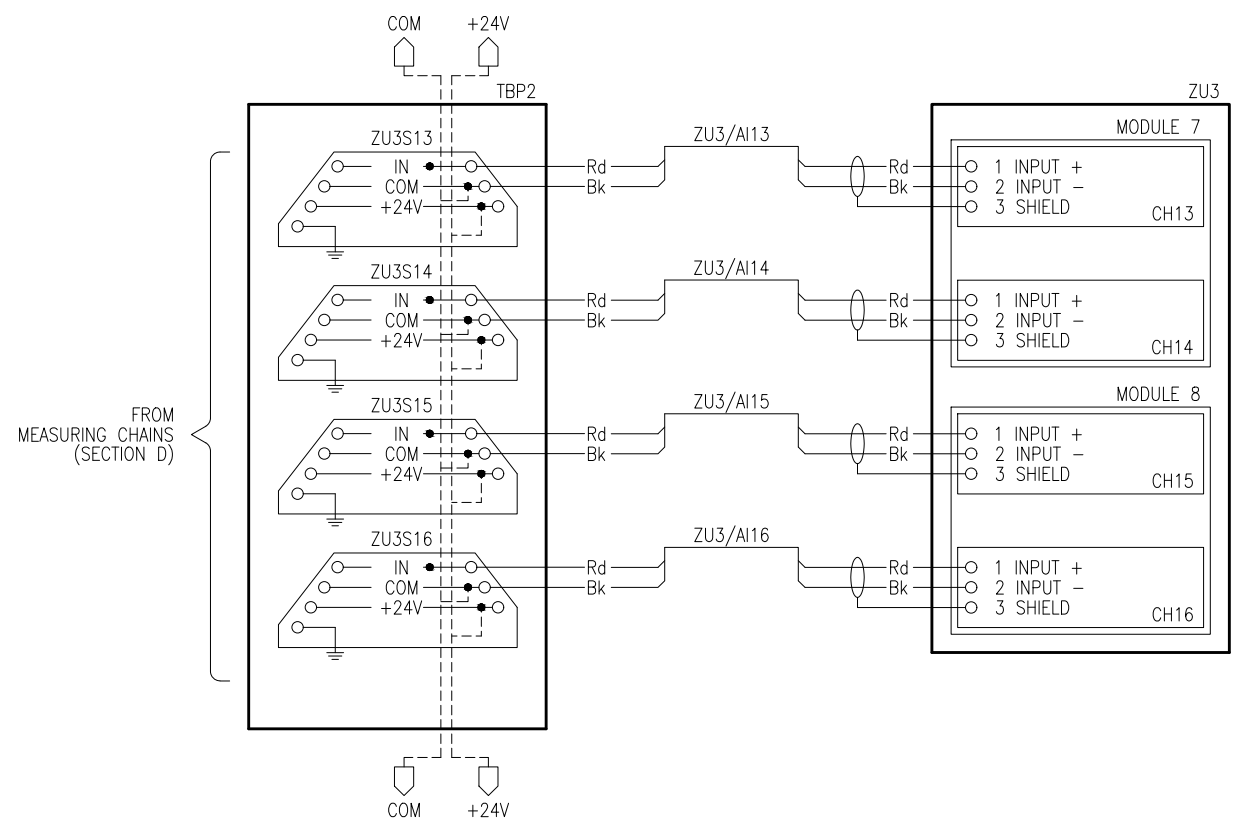 COM +24V
TBP2
ZU3
ZU3S13
IN
COM
+24V
Rd
Bk
ZU3/AI13
Rd
Bk
MODULE 7
1 INPUT +
2 INPUT −
3 SHIELD
CH13
ZU3S14
IN
COM
+24V
Rd
Bk
ZU3/AI14
Rd
Bk
1 INPUT +
2 INPUT −
3 SHIELD
CH14
FROM
MEASURING CHAINS
(SECTION D)
ZU3S15
IN
COM
+24V
Rd
Bk
ZU3/AI15
Rd
Bk
MODULE 8
1 INPUT +
2 INPUT −
3 SHIELD
CH15
ZU3S16
IN
COM
+24V
Rd
Bk
ZU3/AI16
Rd
Bk
1 INPUT +
2 INPUT −
3 SHIELD
CH16
COM +24V